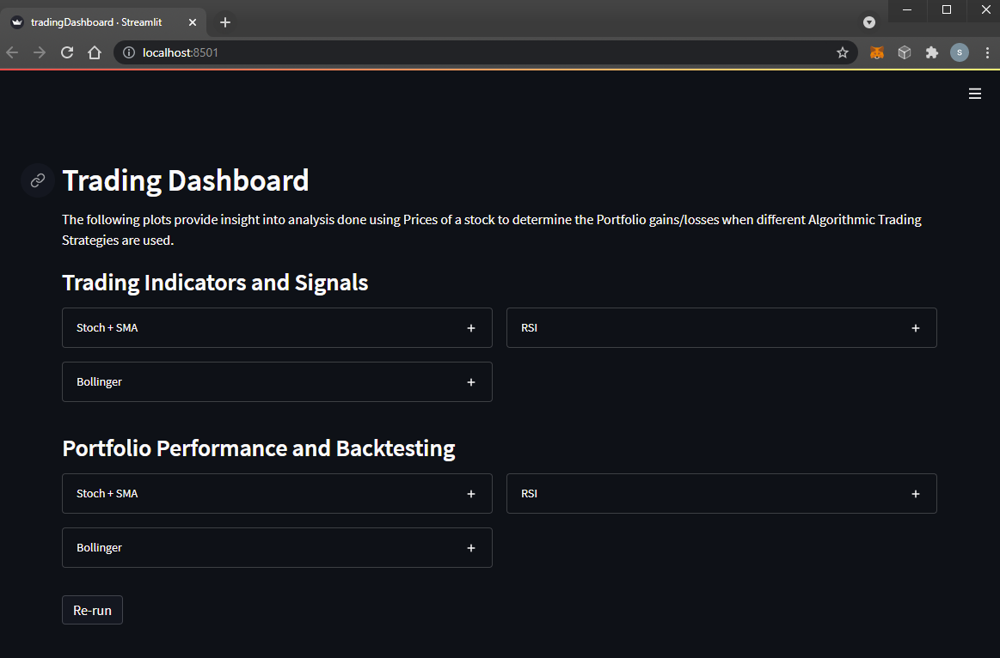 tradingDashboard · Streamlit
localhost:8501
S
Trading Dashboard
The following plots provide insight into analysis done using Prices of a stock to determine the Portfolio gains/losses when different Algorithmic Trading
Strategies are used.
Trading Indicators and Signals
Stoch + SMA
RSI
Bollinger
Portfolio Performance and Backtesting
Stoch + SMA
RSI
Bollinger
Re-run